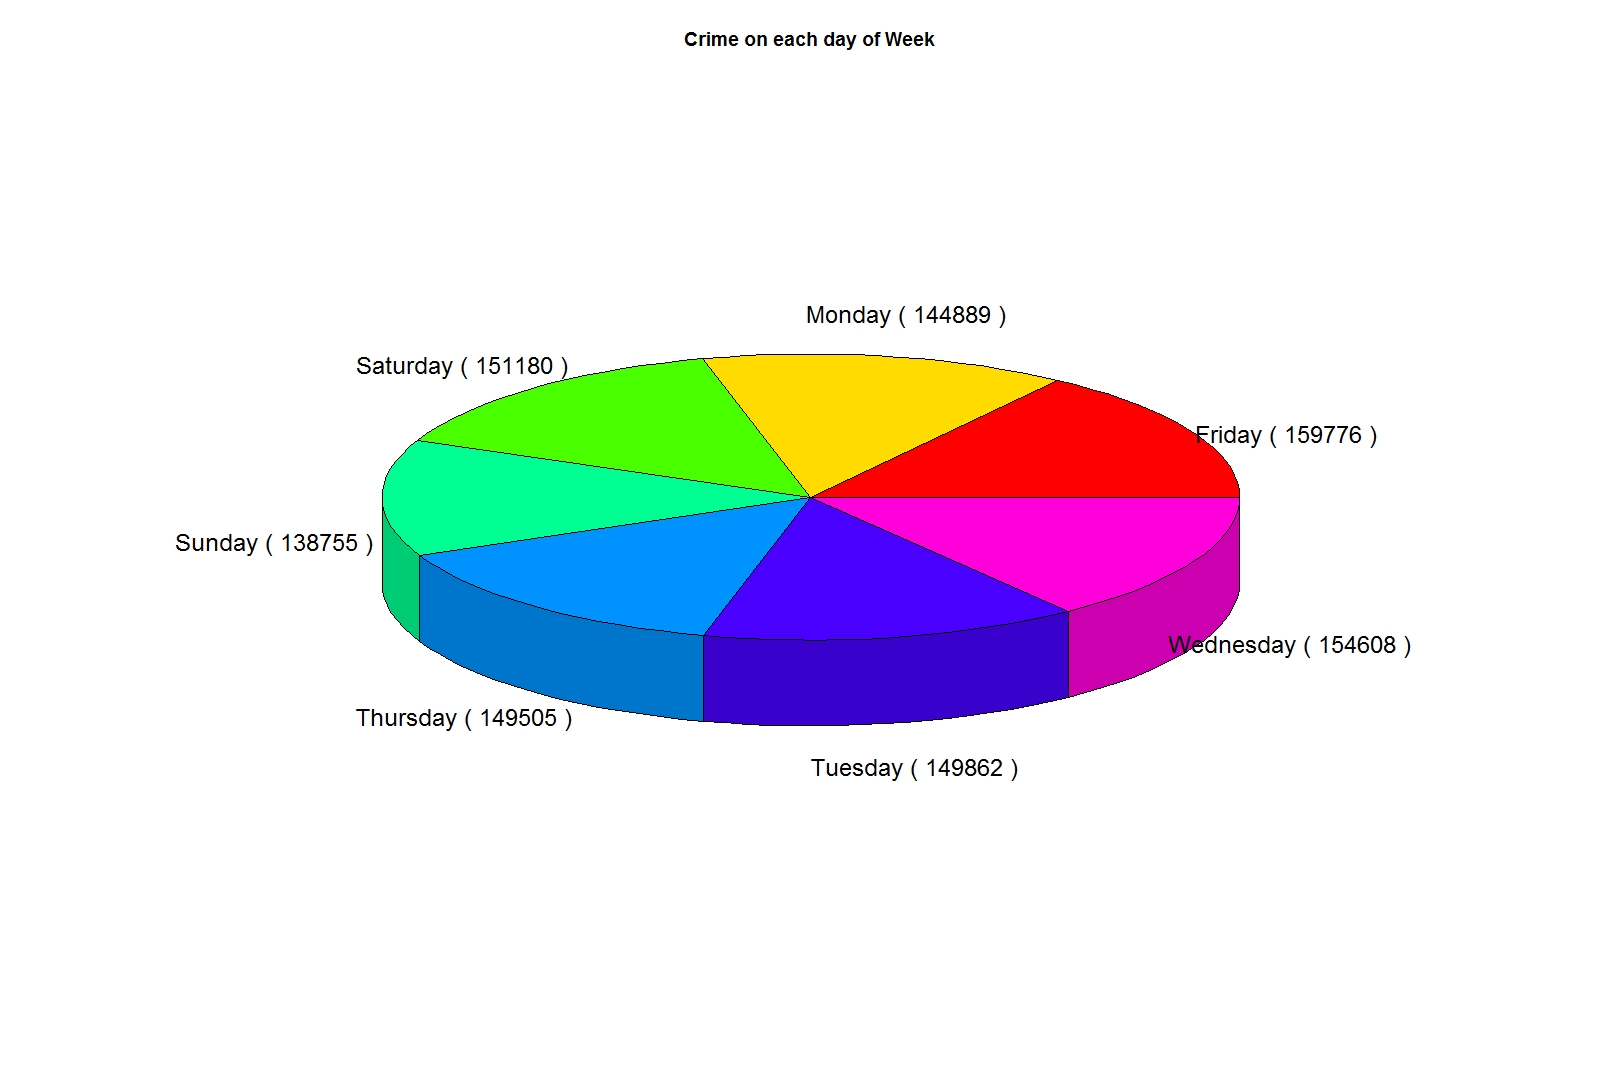 Crime on each day of Week
Monday ( 144889 )
Saturday ( 151180 )
Friday ( 159776 )
Sunday ( 138755 )
Wednesday ( 154608 )
Thursday ( 149505 )
Tuesday ( 149862 )